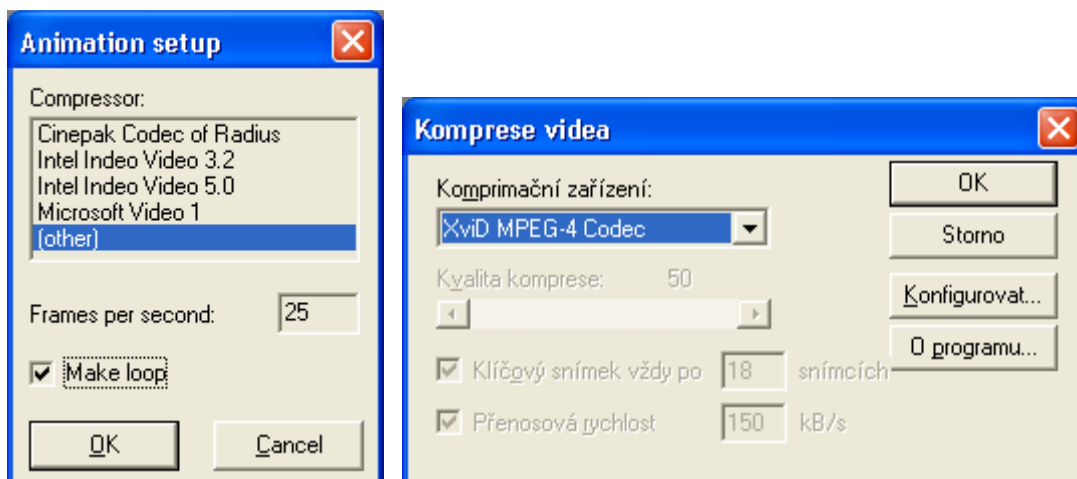 Animation setup
Compressor:
Cinepak Codec of Radius
Intel Indeo Video 3.2
Intel Indeo Video 5.0
Microsoft Video 1
(other)
Frames per second: 25
Make loop
OK Cancel
Komprese videa
Komprimační zařízení:
XviD MPEG-4 Codec
Kvalita komprese: 50
Klíčový snímek vždy po 18 snímcích
Přenosová rychlost 150 kB/s
OK
Storno
Konfigurovat...
O programu...